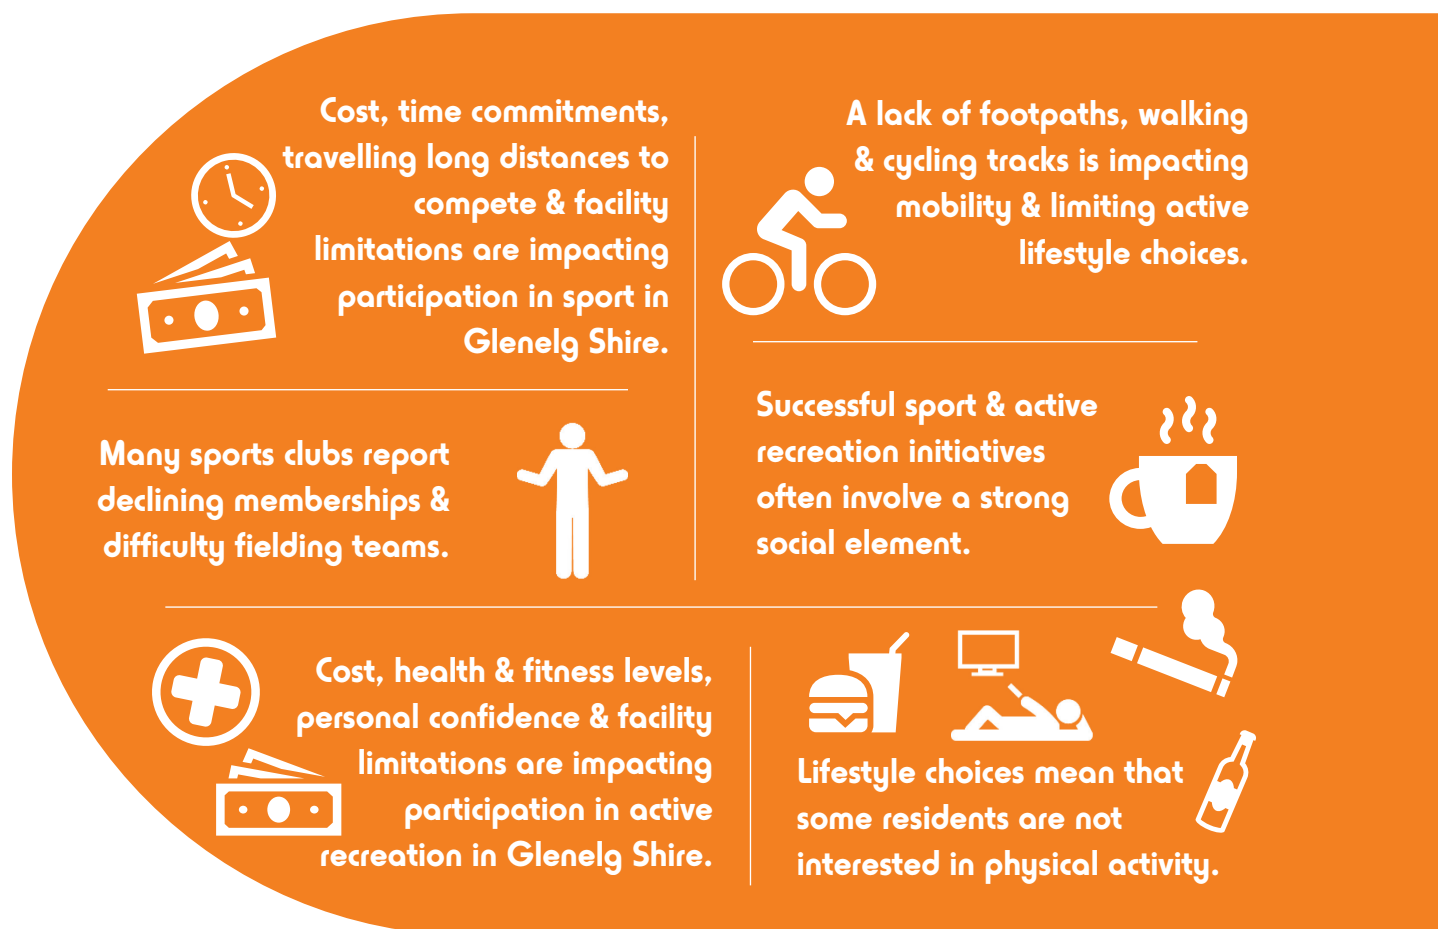 Cost, time commitments,
travelling long distances to
compete & facility
limitations are impacting
participation in sport in
Glenelg Shire.
A lack of footpaths, walking
& cycling tracks is impacting
mobility & limiting active
lifestyle choices.
Many sports clubs report
declining memberships &
difficulty fielding teams.
Successful sport & active
recreation initiatives
often involve a strong
social element.
Cost, health & fitness levels,
personal confidence & facility
limitations are impacting
participation in active
recreation in Glenelg Shire.
Lifestyle choices mean that
some residents are not
interested in physical activity.